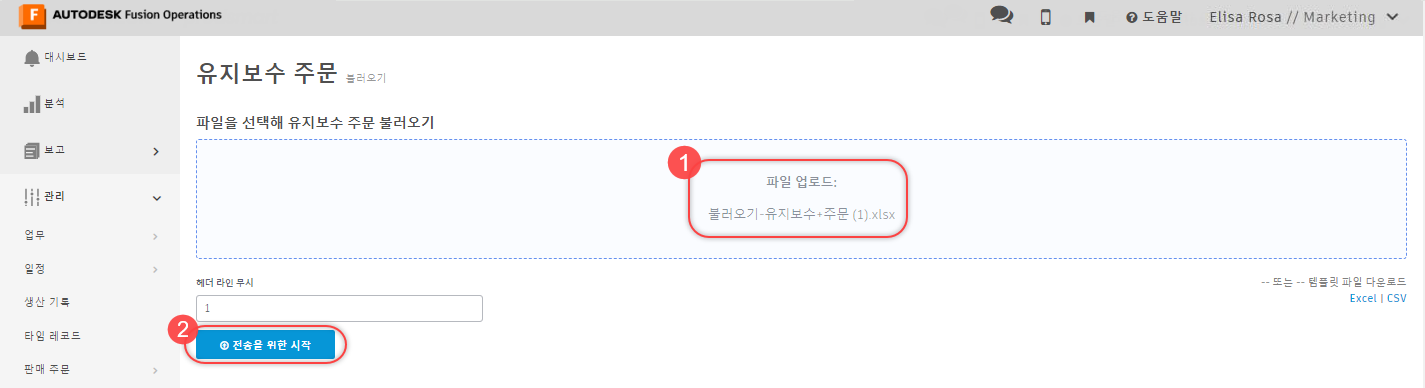 AUTODESK Fusion Operations
도움말
Elisa Rosa // Marketing
대시보드
분석
보고
관리
업무
일정
생산 기록
타임 레코드
판매 주문
유지보수 주문 불러오기
파일을 선택해 유지보수 주문 불러오기
1
파일 업로드:
불러오기-유지보수+주문 (1).xlsx
헤더 라인 무시
1
-- 또는 -- 템플릿 파일 다운로드
Excel | CSV
2
전송을 위한 시작